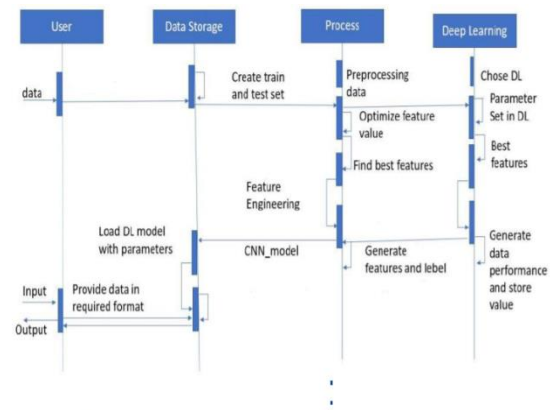 User
Data Storage
Process
Deep Learning
data
Create train
and test set
Preprocessing
data
Chose DL
Parameter
Set in DL
Optimize feature
value
Best
features
Find best features
Feature
Engineering
Load DL model
with parameters
CNN_model
Generate
features and lebel
Generate
data
performance
and store
value
Input
Provide data in
required format
Output